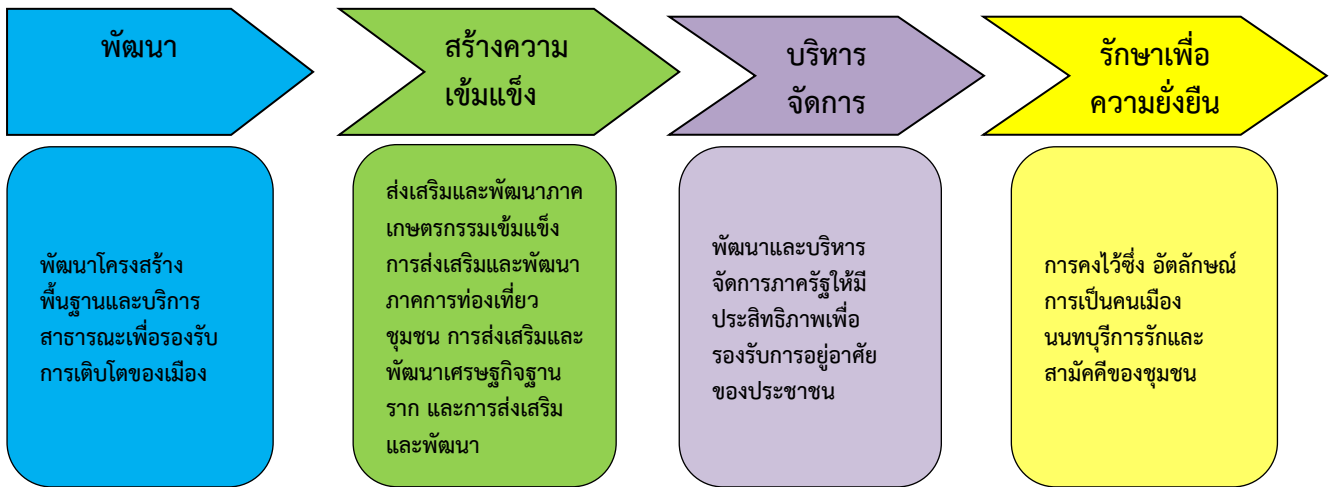 พัฒนา
สร้างความ
เข้มแข็ง
บริหาร
จัดการ
รักษาเพื่อ
ความยั่งยืน
พัฒนาโครงสร้าง
พื้นฐานและบริการ
สาธารณะเพื่อรองรับ
การเติบโตของเมือง
ส่งเสริมและพัฒนาภาค
เกษตรกรรมเข้มแข็ง
การส่งเสริมและพัฒนา
ภาคการท่องเที่ยว
ชุมชน การส่งเสริมและ
พัฒนาเศรษฐกิจฐาน
ราก และการส่งเสริม
และพัฒนา
พัฒนาและบริหาร
จัดการภาครัฐให้มี
ประสิทธิภาพเพื่อ
รองรับการอยู่อาศัย
ของประชาชน
การคงไว้ซึ่ง อัตลักษณ์
การเป็นคนเมือง
นนทบุรีการรักและ
สามัคคีของชุมชน